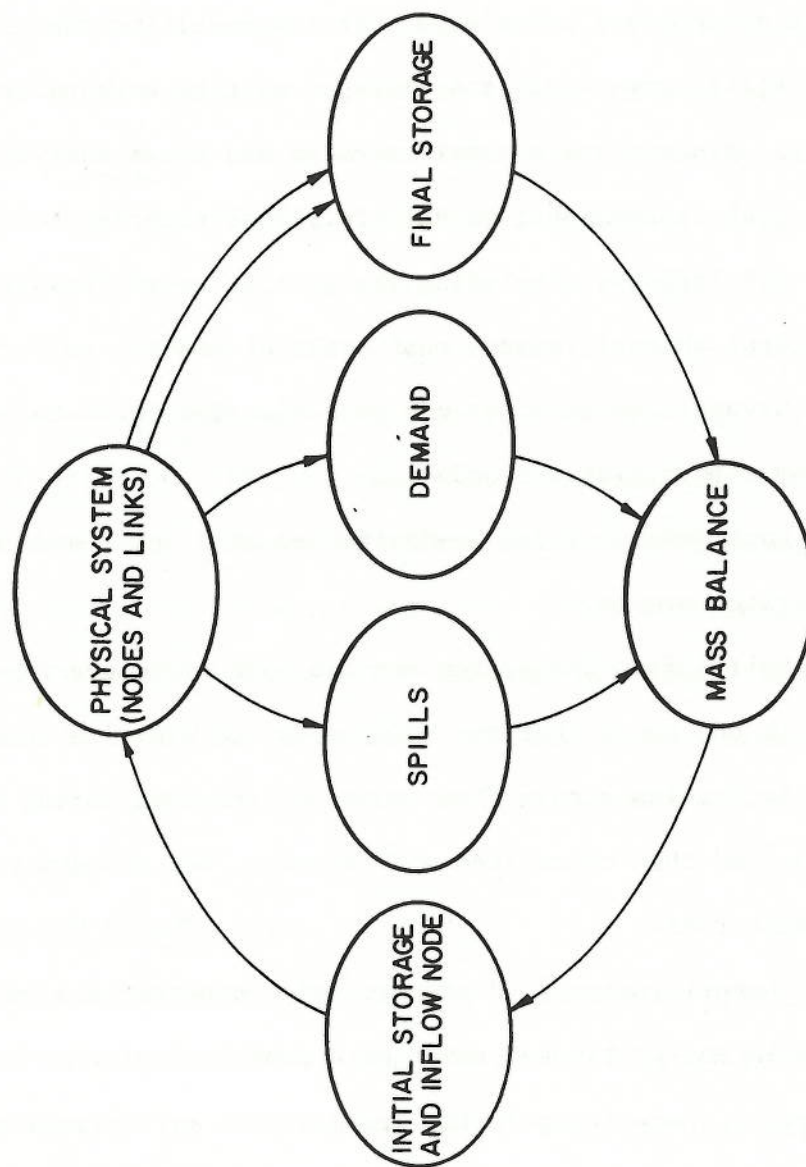 PHYSICAL SYSTEM
(NODES AND LINKS)
INITIAL STORAGE
AND INFLOW NODE
SPILLS
DEMAND
FINAL STORAGE
MASS BALANCE